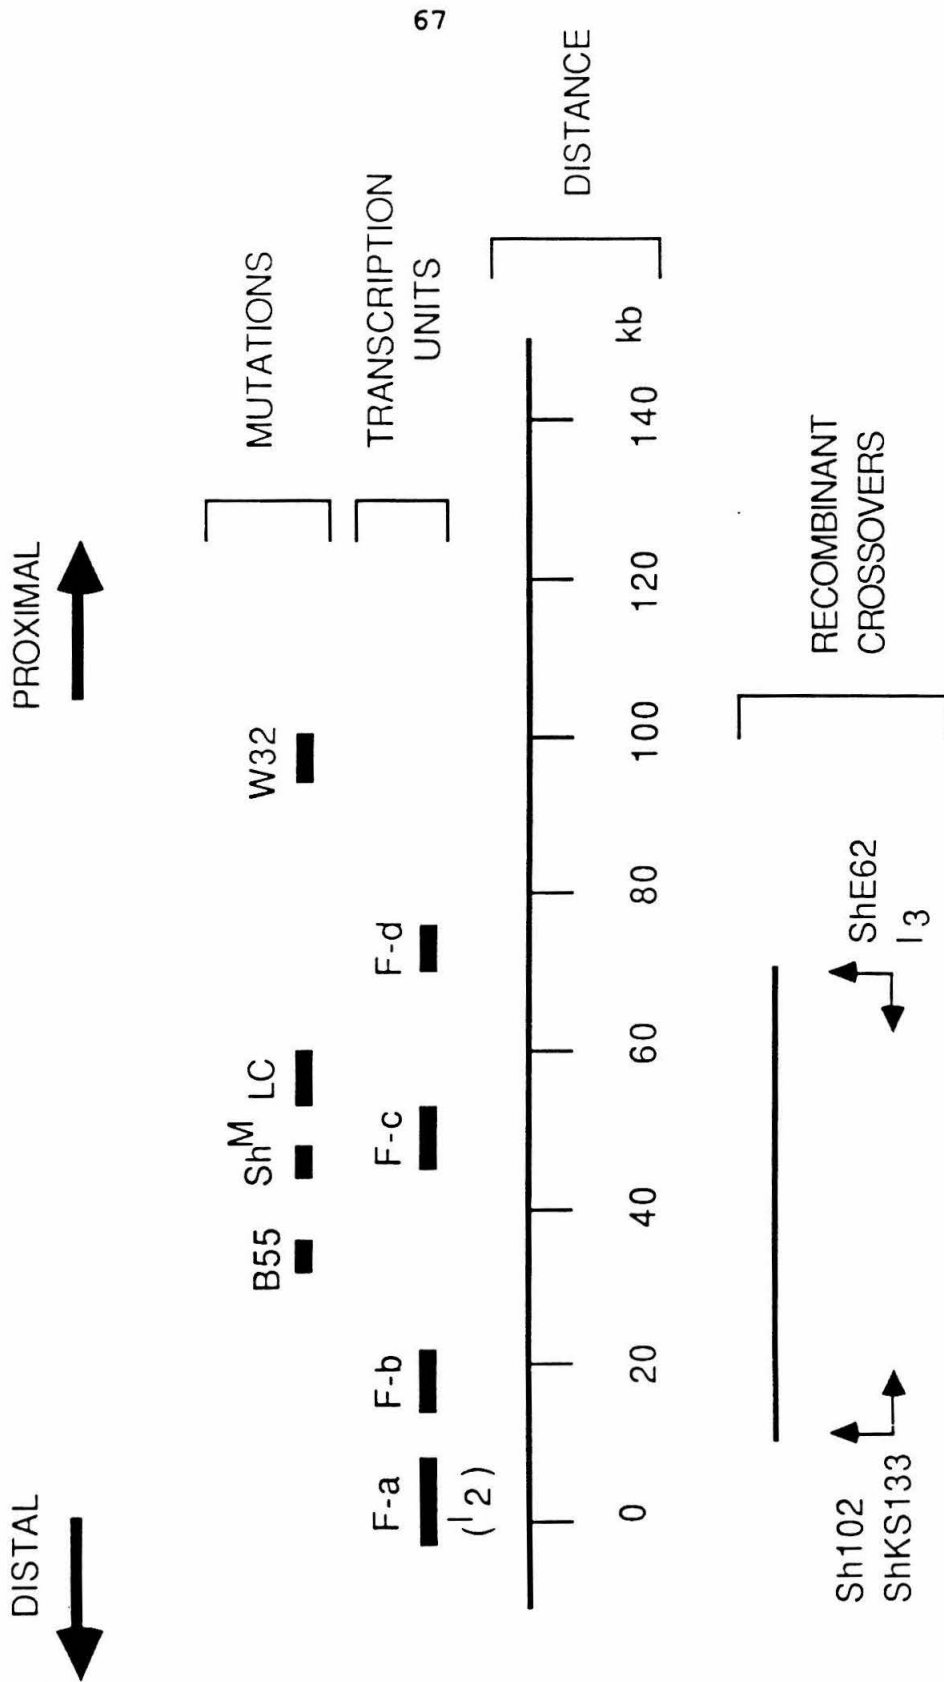 67
DISTAL
PROXIMAL
B55 Sh^M LC W32
MUTATIONS
F-a F-b F-c F-d
(l2)
TRANSCRIPTION
UNITS
0 20 40 60 80 100 120 140 kb
DISTANCE
Sh102
ShKS133
ShE62
l3
RECOMBINANT
CROSSOVERS